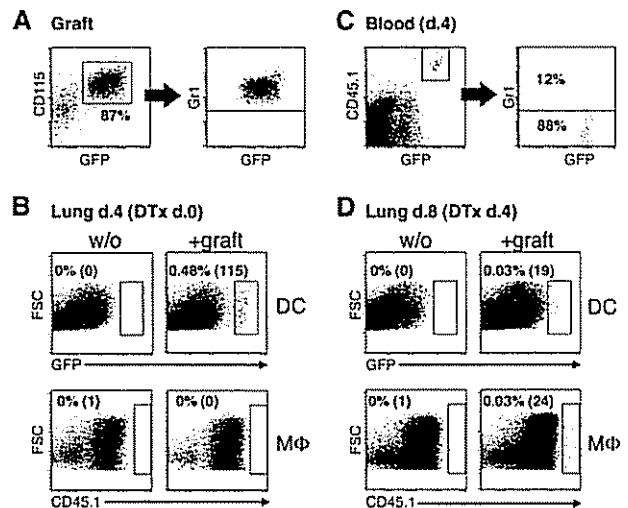 A Graft
CD115
87%
GFP
Gr1
GFP
C Blood (d.4)
CD45.1
GFP
Gr1
12%
88%
GFP
B Lung d.4 (DTx d.0)
w/o +graft
FSC
0% (0)
0.48% (115)
DC
GFP
FSC
0% (1)
0% (0)
MΦ
CD45.1
D Lung d.8 (DTx d.4)
w/o +graft
FSC
0% (0)
0.03% (19)
DC
GFP
FSC
0% (1)
0.03% (24)
MΦ
CD45.1